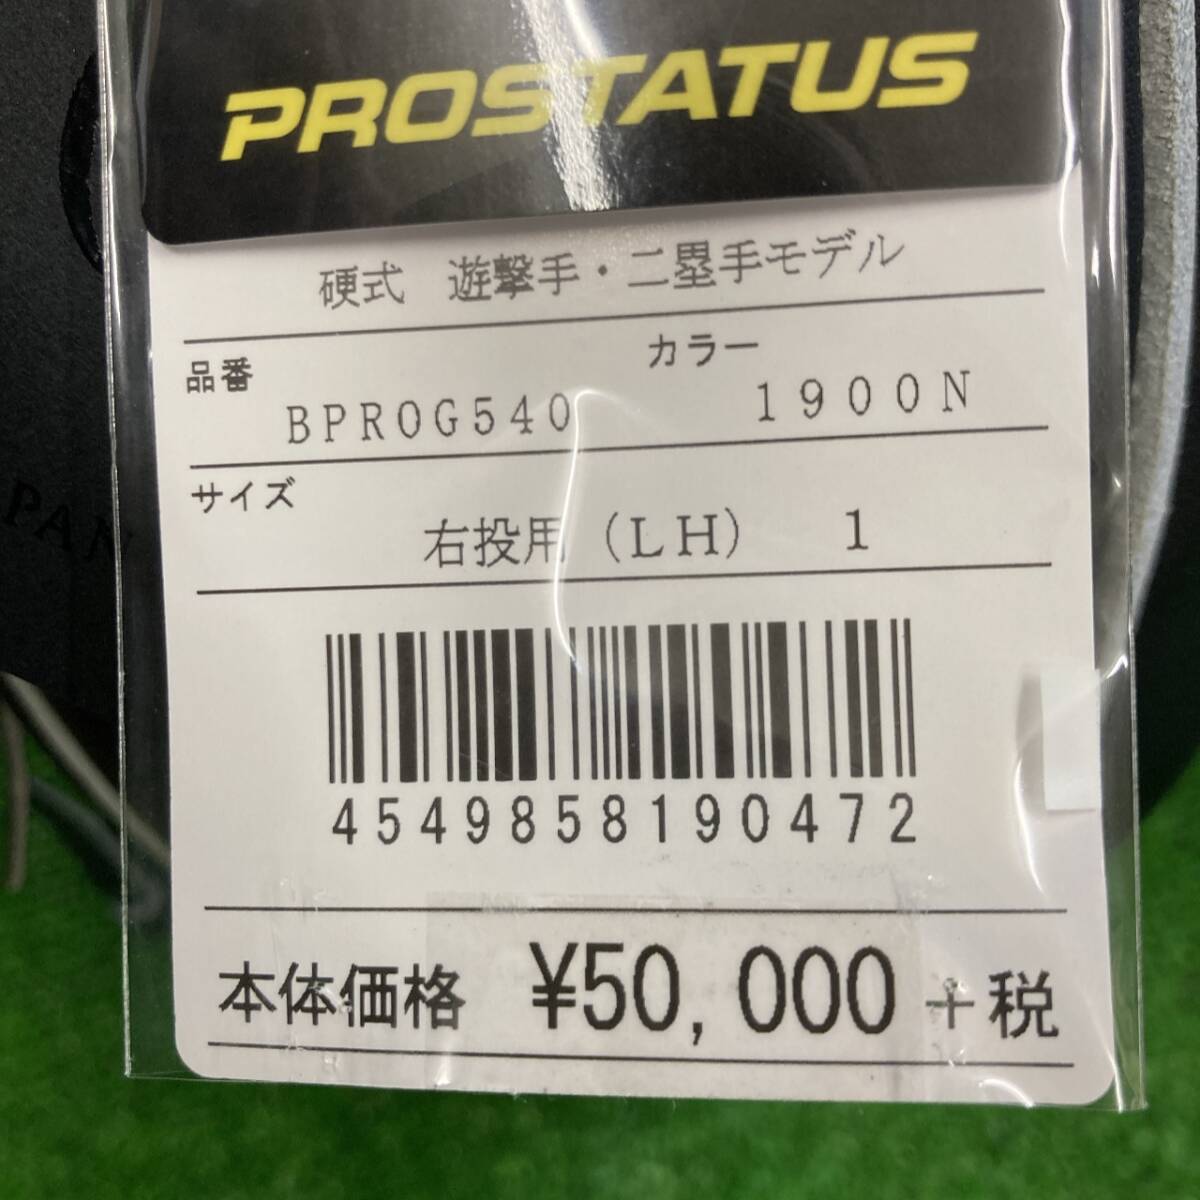 PROSTATUS
硬式 遊撃手・二塁手モデル
品番 カラー
BPROG540 1900N
サイズ
右投用（LH） 1
4549858190472
本体価格 ¥50,000 +税
PAN